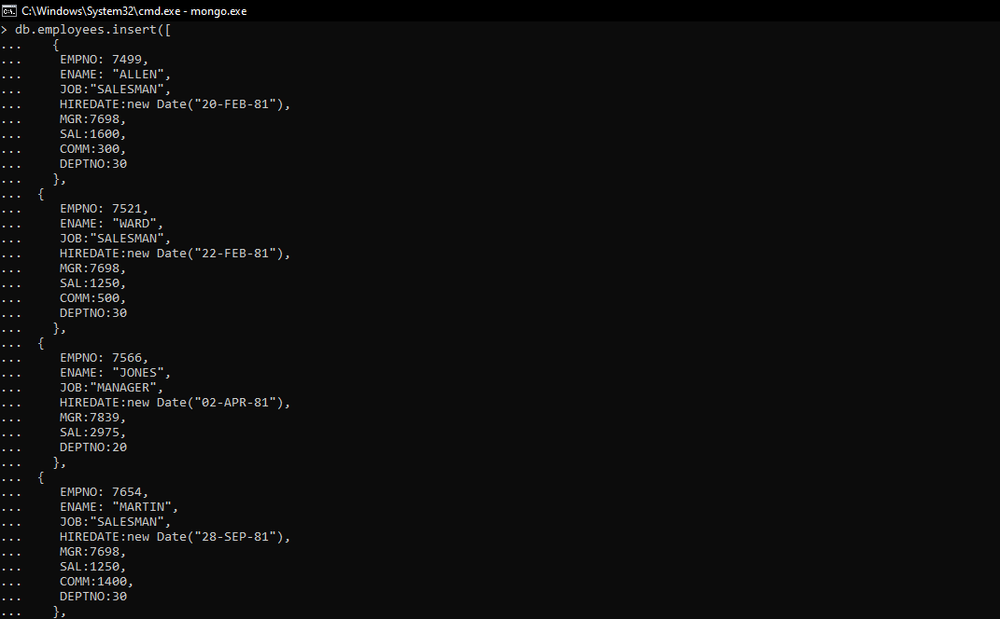 C:\Windows\System32\cmd.exe - mongo.exe
> db.employees.insert([
...    {
...     EMPNO: 7499,
...     ENAME: "ALLEN",
...     JOB:"SALESMAN",
...     HIREDATE:new Date("20-FEB-81"),
...     MGR:7698,
...     SAL:1600,
...     COMM:300,
...     DEPTNO:30
...    },
...  {
...     EMPNO: 7521,
...     ENAME: "WARD",
...     JOB:"SALESMAN",
...     HIREDATE:new Date("22-FEB-81"),
...     MGR:7698,
...     SAL:1250,
...     COMM:500,
...     DEPTNO:30
...    },
...  {
...     EMPNO: 7566,
...     ENAME: "JONES",
...     JOB:"MANAGER",
...     HIREDATE:new Date("02-APR-81"),
...     MGR:7839,
...     SAL:2975,
...     DEPTNO:20
...    },
...  {
...     EMPNO: 7654,
...     ENAME: "MARTIN",
...     JOB:"SALESMAN",
...     HIREDATE:new Date("28-SEP-81"),
...     MGR:7698,
...     SAL:1250,
...     COMM:1400,
...     DEPTNO:30
...    },